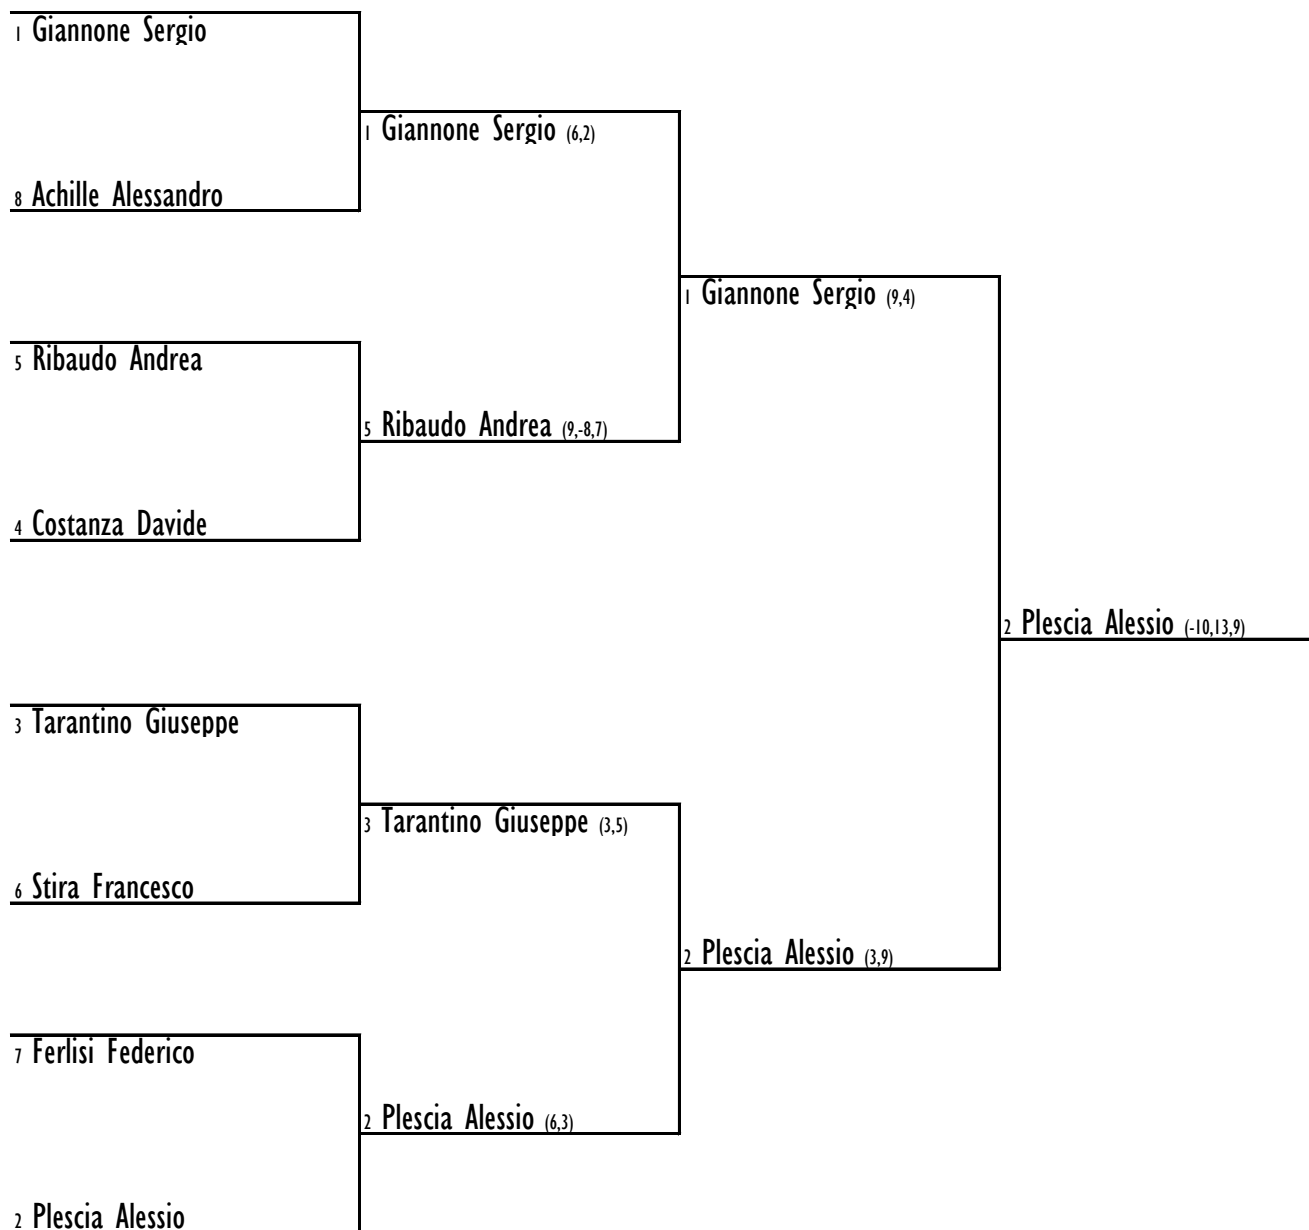 1 Giannone Sergio
1 Giannone Sergio (6,2)
8 Achille Alessandro
1 Giannone Sergio (9,4)
5 Ribaudo Andrea
5 Ribaudo Andrea (9,-8,7)
4 Costanza Davide
2 Plescia Alessio (-10,13,9)
3 Tarantino Giuseppe
3 Tarantino Giuseppe (3,5)
6 Stira Francesco
2 Plescia Alessio (3,9)
7 Ferlisi Federico
2 Plescia Alessio (6,3)
2 Plescia Alessio